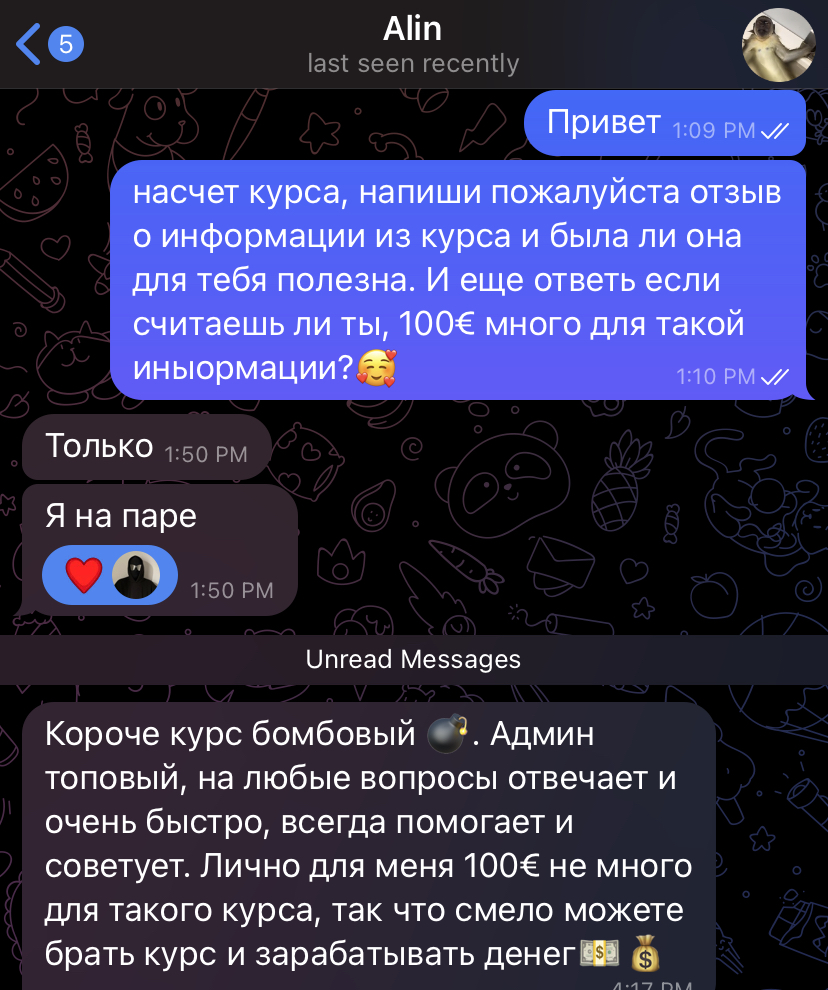 5
Alin
last seen recently
Привет 1:09 PM
насчет курса, напиши пожалуйста отзыв
о информации из курса и была ли она
для тебя полезна. И еще ответь если
считаешь ли ты, 100€ много для такой
иныормации?🥰 1:10 PM
Только 1:50 PM
Я на паре
❤️ 1:50 PM
Unread Messages
Короче курс бомбовый 💣. Админ
топовый, на любые вопросы отвечает и
очень быстро, всегда помогает и
советует. Лично для меня 100€ не много
для такого курса, так что смело можете
брать курс и зарабатывать денег💵💰
4:17 PM